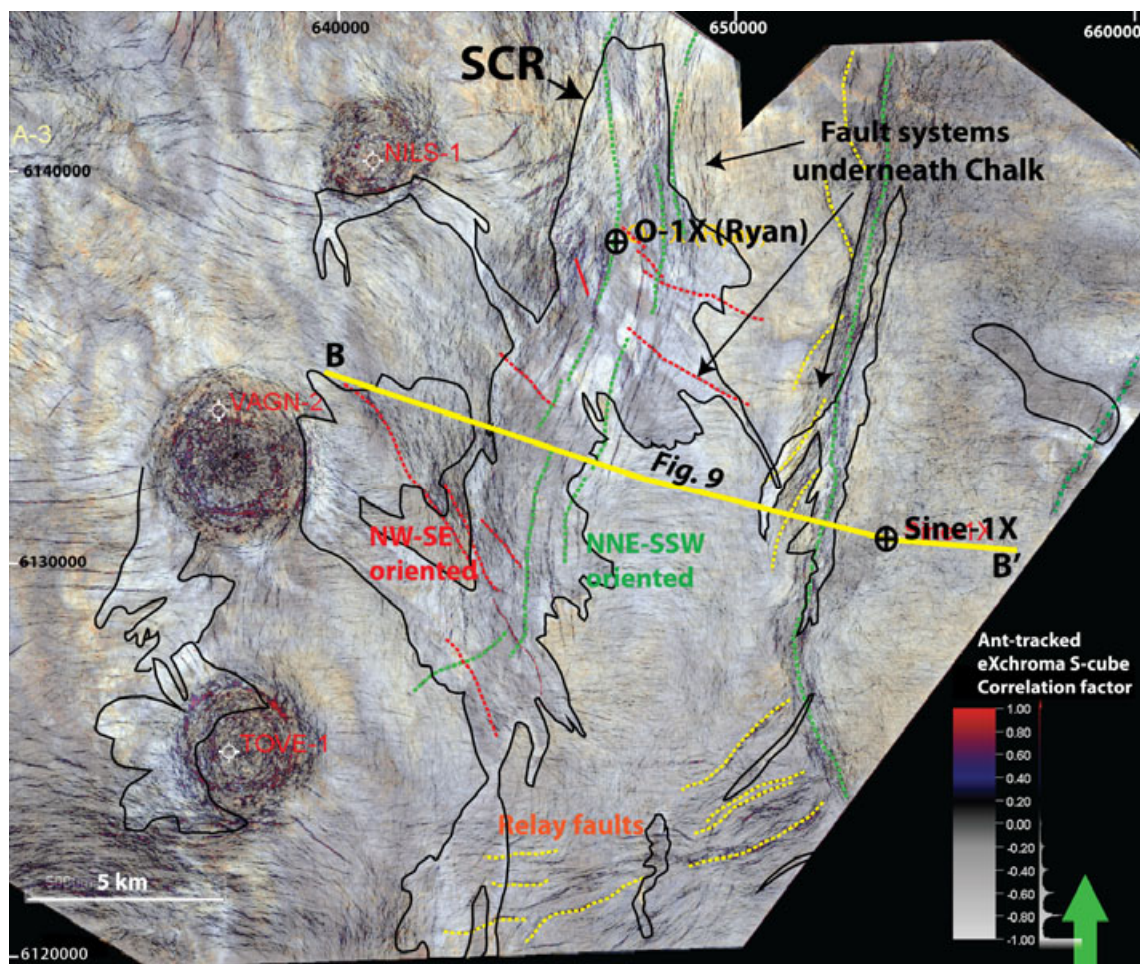 640000
650000
660000
SCR
A-3
Fault systems
underneath Chalk
NILS-1
6140000
O-1X (Ryan)
B
VAGN-2
Fig. 9
Sine-1X
NW-SE
oriented
NNE-SSW
oriented
B'
6130000
Ant-tracked
eXchroma S-cube
Correlation factor
1.00
0.80
0.60
0.40
0.20
0.00
-0.20
-0.40
-0.60
-0.80
-1.00
TOVE-1
Relay faults
5 km
6120000